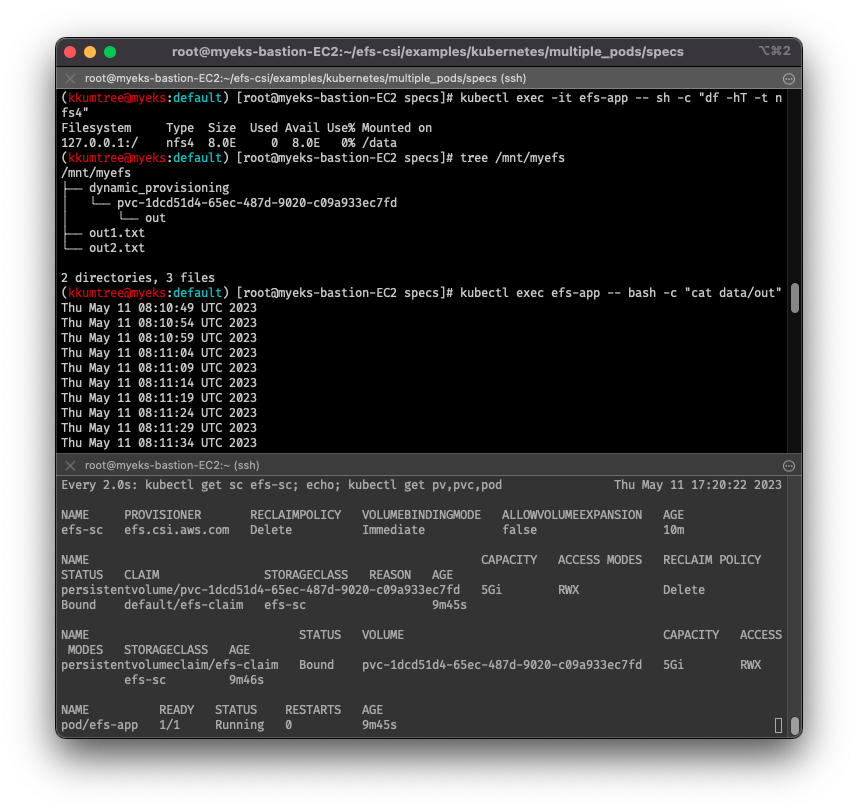 root@myeks-bastion-EC2:~/efs-csi/examples/kubernetes/multiple_pods/specs ⌥⌘2
root@myeks-bastion-EC2:~/efs-csi/examples/kubernetes/multiple_pods/specs (ssh)
(kkumtree@myeks:default) [root@myeks-bastion-EC2 specs]# kubectl exec -it efs-app -- sh -c "df -hT -t n
fs4"
Filesystem     Type  Size  Used Avail Use% Mounted on
127.0.0.1:/    nfs4  8.0E     0  8.0E   0% /data
(kkumtree@myeks:default) [root@myeks-bastion-EC2 specs]# tree /mnt/myefs
/mnt/myefs
├── dynamic_provisioning
│   └── pvc-1dcd51d4-65ec-487d-9020-c09a933ec7fd
│       └── out
├── out1.txt
└── out2.txt
2 directories, 3 files
(kkumtree@myeks:default) [root@myeks-bastion-EC2 specs]# kubectl exec efs-app -- bash -c "cat data/out"
Thu May 11 08:10:49 UTC 2023
Thu May 11 08:10:54 UTC 2023
Thu May 11 08:10:59 UTC 2023
Thu May 11 08:11:04 UTC 2023
Thu May 11 08:11:09 UTC 2023
Thu May 11 08:11:14 UTC 2023
Thu May 11 08:11:19 UTC 2023
Thu May 11 08:11:24 UTC 2023
Thu May 11 08:11:29 UTC 2023
Thu May 11 08:11:34 UTC 2023
root@myeks-bastion-EC2:~ (ssh)
Every 2.0s: kubectl get sc efs-sc; echo; kubectl get pv,pvc,pod                Thu May 11 17:20:22 2023
NAME     PROVISIONER       RECLAIMPOLICY   VOLUMEBINDINGMODE   ALLOWVOLUMEEXPANSION   AGE
efs-sc   efs.csi.aws.com   Delete          Immediate           false                  10m
NAME                                                        CAPACITY   ACCESS MODES   RECLAIM POLICY
STATUS   CLAIM               STORAGECLASS   REASON   AGE
persistentvolume/pvc-1dcd51d4-65ec-487d-9020-c09a933ec7fd   5Gi        RWX            Delete
Bound    default/efs-claim   efs-sc                  9m45s
NAME                              STATUS   VOLUME                                     CAPACITY   ACCESS
 MODES   STORAGECLASS   AGE
persistentvolumeclaim/efs-claim   Bound    pvc-1dcd51d4-65ec-487d-9020-c09a933ec7fd   5Gi        RWX
         efs-sc         9m46s
NAME          READY   STATUS    RESTARTS   AGE
pod/efs-app   1/1     Running   0          9m45s